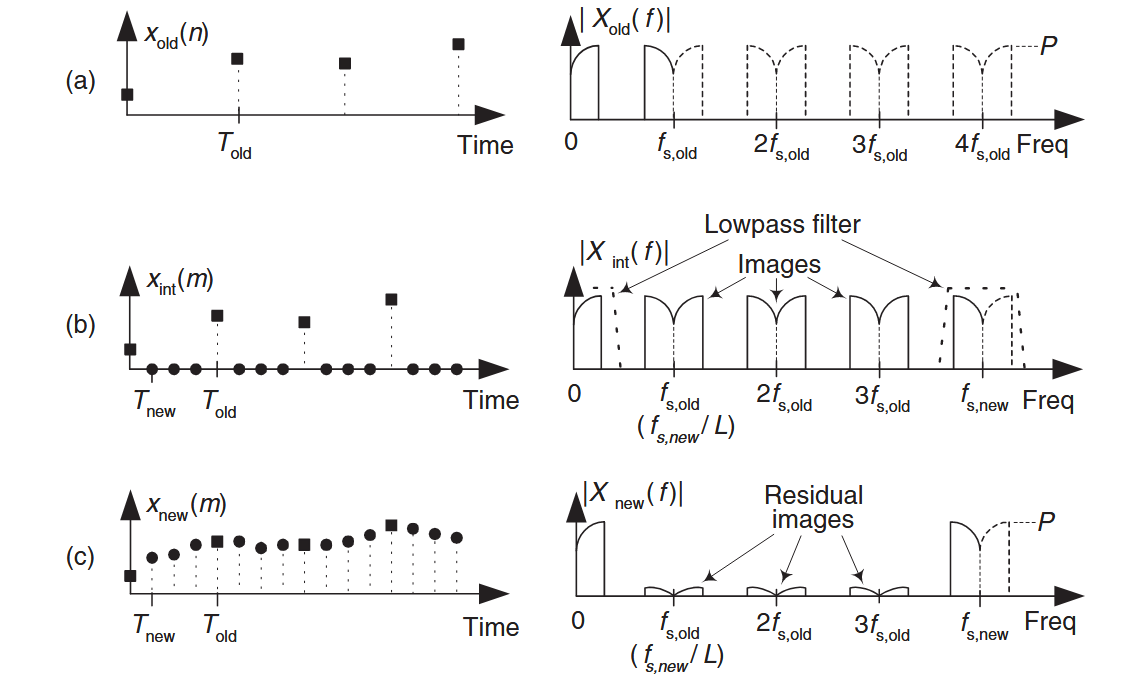 (a)
x_old(n)
T_old
Time
|X_old(f)|
P
0
f_s,old
2f_s,old
3f_s,old
4f_s,old
Freq
(b)
x_int(m)
T_new
T_old
Time
Lowpass filter
|X_int(f)|
Images
0
f_s,old
2f_s,old
3f_s,old
f_s,new
Freq
(f_s,new/L)
(c)
x_new(m)
T_new
T_old
Time
|X_new(f)|
Residual
images
P
0
f_s,old
2f_s,old
3f_s,old
f_s,new
Freq
(f_s,new/L)